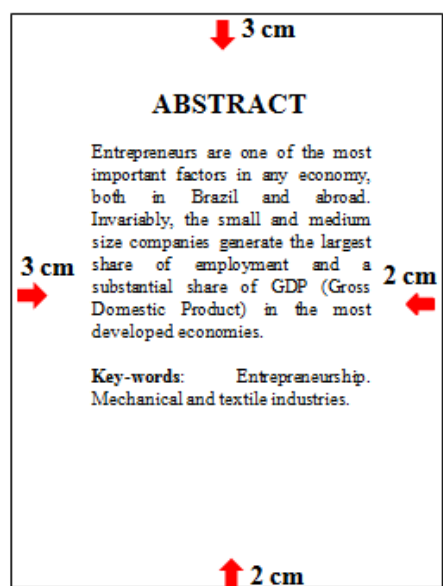 3 cm
ABSTRACT
Entrepreneurs are one of the most
important factors in any economy,
both in Brazil and abroad.
Invariably, the small and medium
size companies generate the largest
share of employment and a
substantial share of GDP (Gross
Domestic Product) in the most
developed economies.
3 cm
2 cm
Key-words: Entrepreneurship.
Mechanical and textile industries.
2 cm